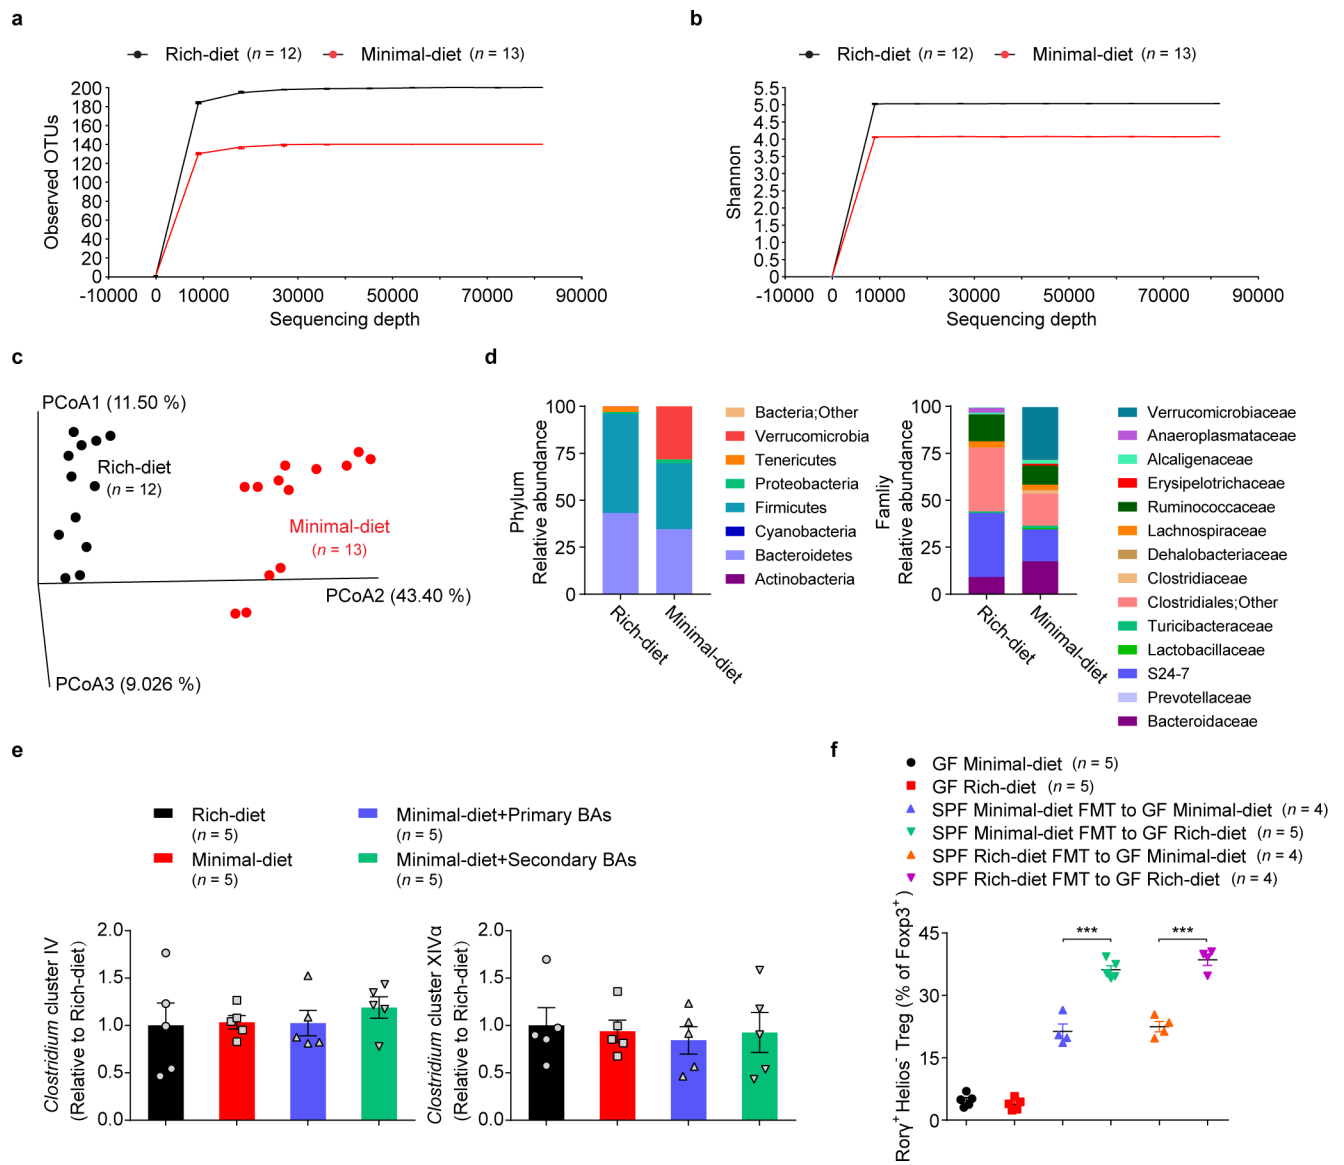 a
Rich-diet (n = 12) Minimal-diet (n = 13)
Observed OTUs
200
180
160
140
120
100
80
60
40
20
0
-10000 0 10000 30000 50000 70000 90000
Sequencing depth
b
Rich-diet (n = 12) Minimal-diet (n = 13)
Shannon
5.5
5.0
4.5
4.0
3.5
3.0
2.5
2.0
1.5
1.0
0.5
0
-10000 0 10000 30000 50000 70000 90000
Sequencing depth
c
PCoA1 (11.50 %)
Rich-diet
(n = 12)
Minimal-diet
(n = 13)
PCoA2 (43.40 %)
PCoA3 (9.026 %)
d
Phylum
Relative abundance
100
75
50
25
0
Rich-diet
Minimal-diet
Bacteria;Other
Verrucomicrobia
Tenericutes
Proteobacteria
Firmicutes
Cyanobacteria
Bacteroidetes
Actinobacteria
Famliy
Relative abundance
100
75
50
25
0
Rich-diet
Minimal-diet
Verrucomicrobiaceae
Anaeroplasmataceae
Alcaligenaceae
Erysipelotrichaceae
Ruminococcaceae
Lachnospiraceae
Dehalobacteriaceae
Clostridiaceae
Clostridiales;Other
Turicibacteraceae
Lactobacillaceae
S24-7
Prevotellaceae
Bacteroidaceae
e
Rich-diet
(n = 5)
Minimal-diet
(n = 5)
Minimal-diet+Primary BAs
(n = 5)
Minimal-diet+Secondary BAs
(n = 5)
Clostridium cluster IV
(Relative to Rich-diet)
2.0
1.5
1.0
0.5
0
Clostridium cluster XIVα
(Relative to Rich-diet)
2.0
1.5
1.0
0.5
0
f
GF Minimal-diet (n = 5)
GF Rich-diet (n = 5)
SPF Minimal-diet FMT to GF Minimal-diet (n = 4)
SPF Minimal-diet FMT to GF Rich-diet (n = 5)
SPF Rich-diet FMT to GF Minimal-diet (n = 4)
SPF Rich-diet FMT to GF Rich-diet (n = 4)
Rorγ⁺ Helios⁻ Treg (% of Foxp3⁺)
45
30
15
0
*** ***